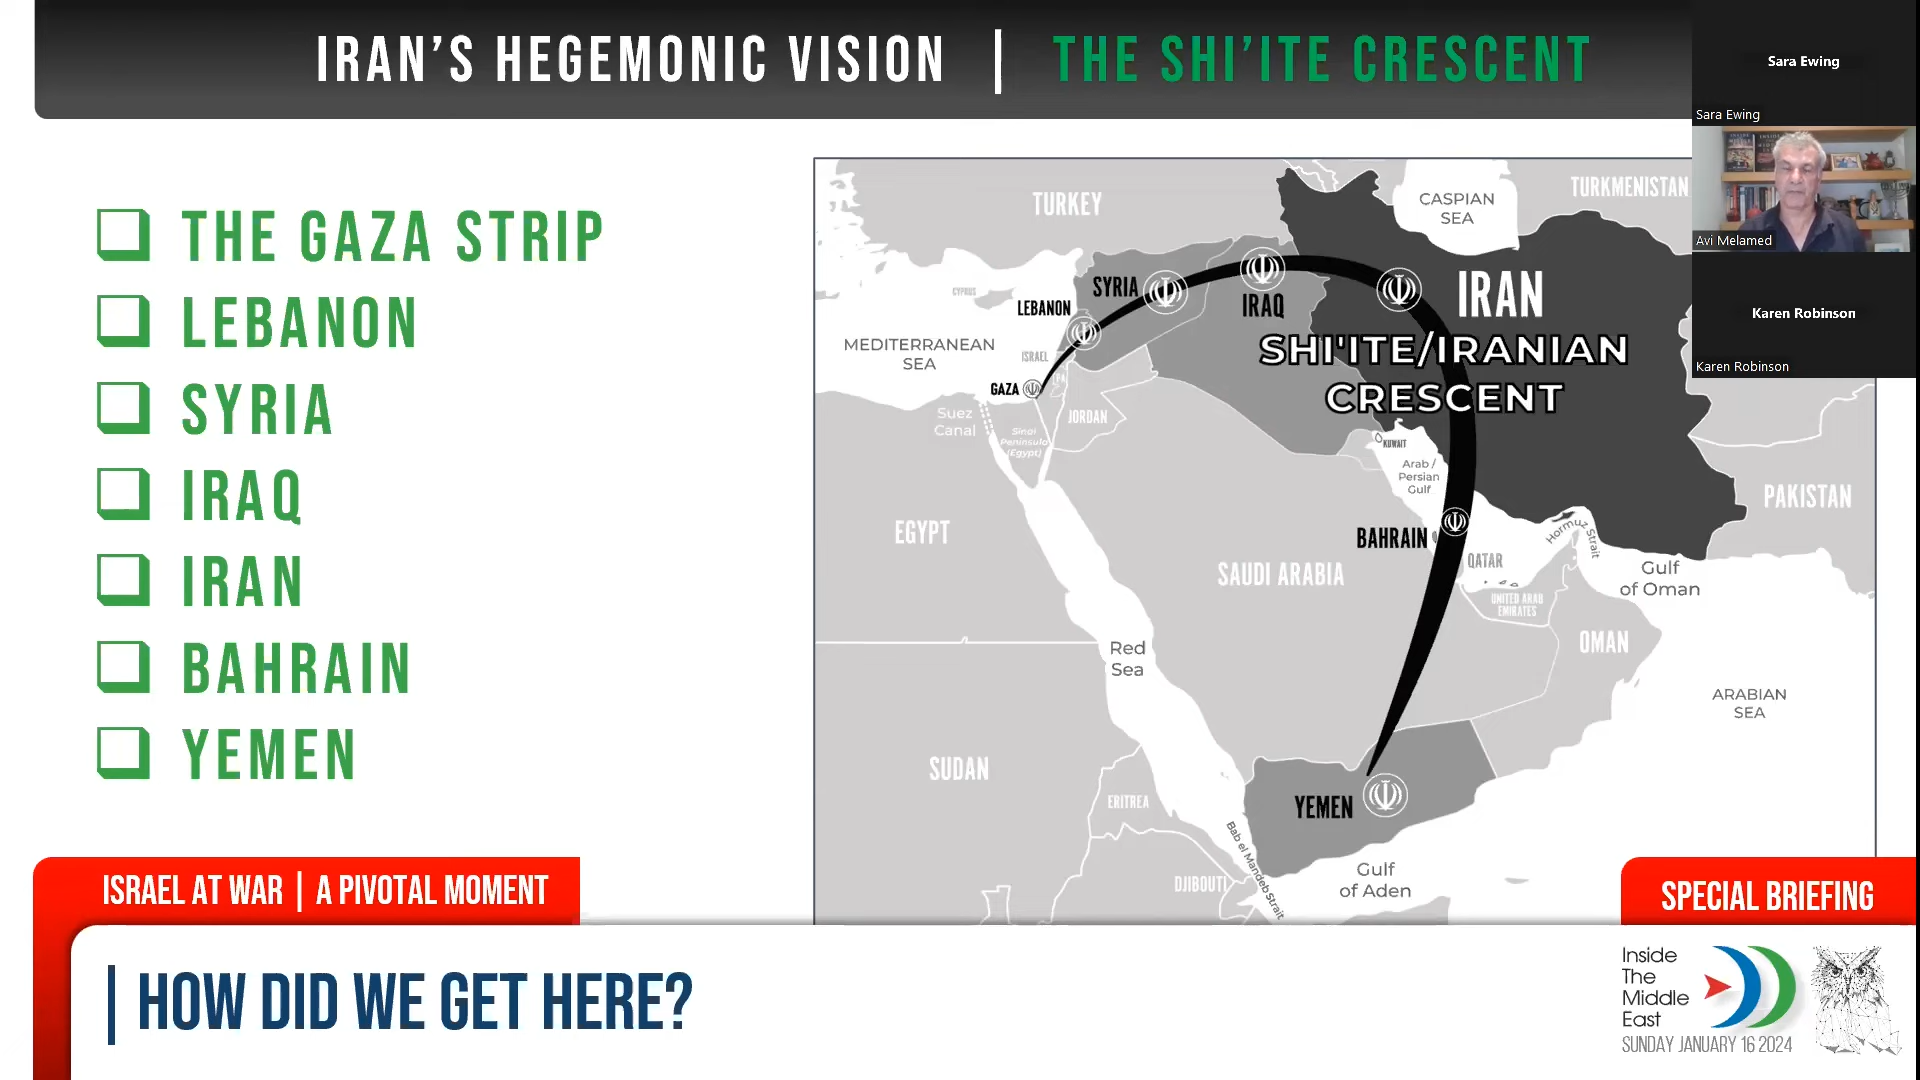 IRAN'S HEGEMONIC VISION | THE SHI'ITE CRESCENT
Sara Ewing
Sara Ewing
Avi Melamed
Karen Robinson
Karen Robinson
THE GAZA STRIP
LEBANON
SYRIA
IRAQ
IRAN
BAHRAIN
YEMEN
TURKEY
CASPIAN
SEA
TURKMENISTAN
CYPRUS
SYRIA
IRAQ
IRAN
LEBANON
MEDITERRANEAN
SEA
ISRAEL
SHI'ITE/IRANIAN
CRESCENT
GAZA
P.A.
JORDAN
Suez
Canal
Sinai
Peninsula
(Egypt)
KUWAIT
Arab /
Persian
Gulf
PAKISTAN
EGYPT
BAHRAIN
Hormuz Strait
QATAR
SAUDI ARABIA
Gulf
of Oman
UNITED ARAB
EMIRATES
OMAN
Red
Sea
ARABIAN
SEA
SUDAN
ERITREA
YEMEN
Bab el Mandeb Strait
DJIBOUTI
Gulf
of Aden
ISRAEL AT WAR | A PIVOTAL MOMENT
SPECIAL BRIEFING
| HOW DID WE GET HERE?
Inside
The
Middle
East
SUNDAY JANUARY 16 2024